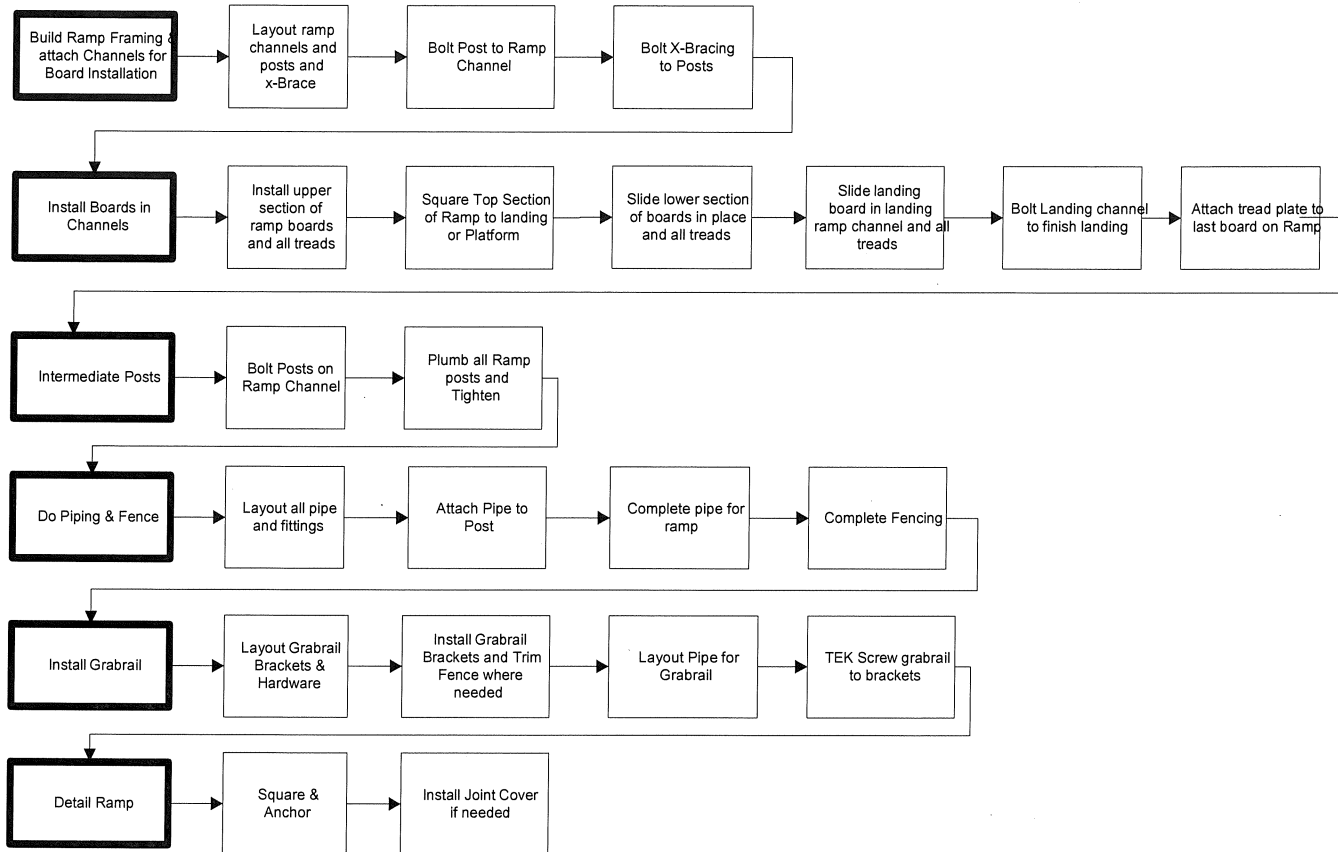 Build Ramp Framing &
attach Channels for
Board Installation
Layout ramp
channels and
posts and
x-Brace
Bolt Post to Ramp
Channel
Bolt X-Bracing
to Posts
Install Boards in
Channels
Install upper
section of
ramp boards
and all treads
Square Top Section
of Ramp to landing
or Platform
Slide lower section
of boards in place
and all treads
Slide landing
board in landing
ramp channel and all
treads
Bolt Landing channel
to finish landing
Attach tread plate to
last board on Ramp
Intermediate Posts
Bolt Posts on
Ramp Channel
Plumb all Ramp
posts and
Tighten
Do Piping & Fence
Layout all pipe
and fittings
Attach Pipe to
Post
Complete pipe for
ramp
Complete Fencing
Install Grabrail
Layout Grabrail
Brackets &
Hardware
Install Grabrail
Brackets and Trim
Fence where
needed
Layout Pipe for
Grabrail
TEK Screw grabrail
to brackets
Detail Ramp
Square &
Anchor
Install Joint Cover
if needed